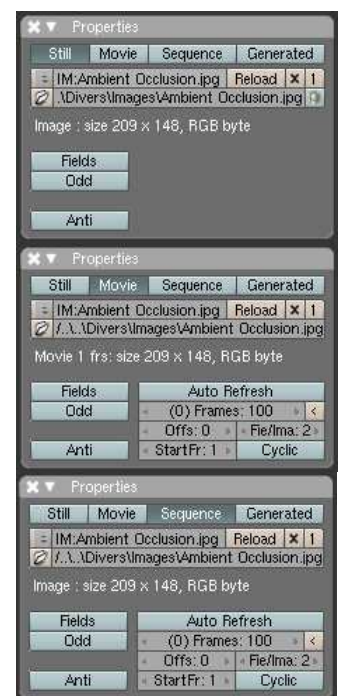 Properties
Still Movie Sequence Generated
IM:Ambient Occlusion.jpg Reload × 1
.\Divers\Images\Ambient Occlusion.jpg
Image : size 209 × 148, RGB byte
Fields
Odd
Anti
Properties
Still Movie Sequence Generated
IM:Ambient Occlusion.jpg Reload × 1
/..\..\Divers\Images\Ambient Occlusion.jpg
Movie 1 frs: size 209 × 148, RGB byte
Fields Auto Refresh
Odd (0) Frames: 100 <
Offs: 0 Fie/Ima: 2
Anti StartFr: 1 Cyclic
Properties
Still Movie Sequence Generated
IM:Ambient Occlusion.jpg Reload × 1
/..\..\Divers\Images\Ambient Occlusion.jpg
Image : size 209 × 148, RGB byte
Fields Auto Refresh
Odd (0) Frames: 100 <
Offs: 0 Fie/Ima: 2
Anti StartFr: 1 Cyclic